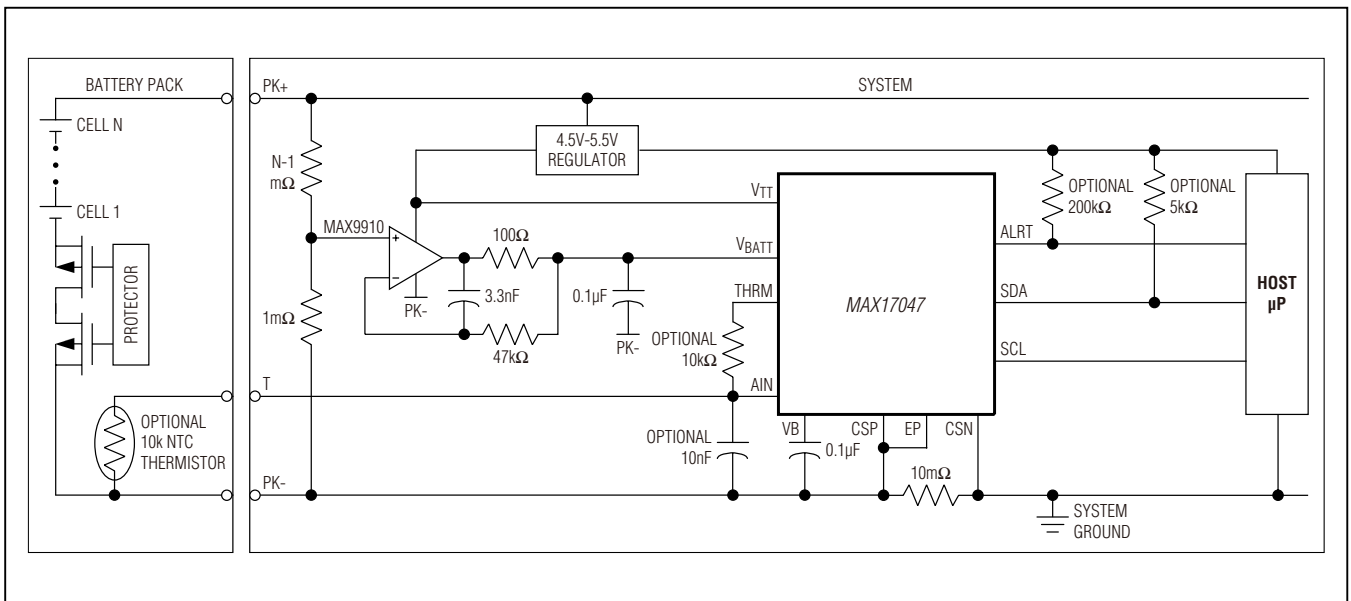 BATTERY PACK
PK+
SYSTEM
CELL N
CELL 1
PROTECTOR
N-1
mΩ
1mΩ
4.5V-5.5V
REGULATOR
MAX9910
+
-
PK-
100Ω
3.3nF
47kΩ
0.1µF
PK-
VTT
VBATT
THRM
OPTIONAL
10kΩ
AIN
MAX17047
OPTIONAL
200kΩ
OPTIONAL
5kΩ
ALRT
SDA
SCL
HOST
µP
T
OPTIONAL
10k NTC
THERMISTOR
OPTIONAL
10nF
VB
0.1µF
CSP
EP
CSN
10mΩ
PK-
SYSTEM
GROUND